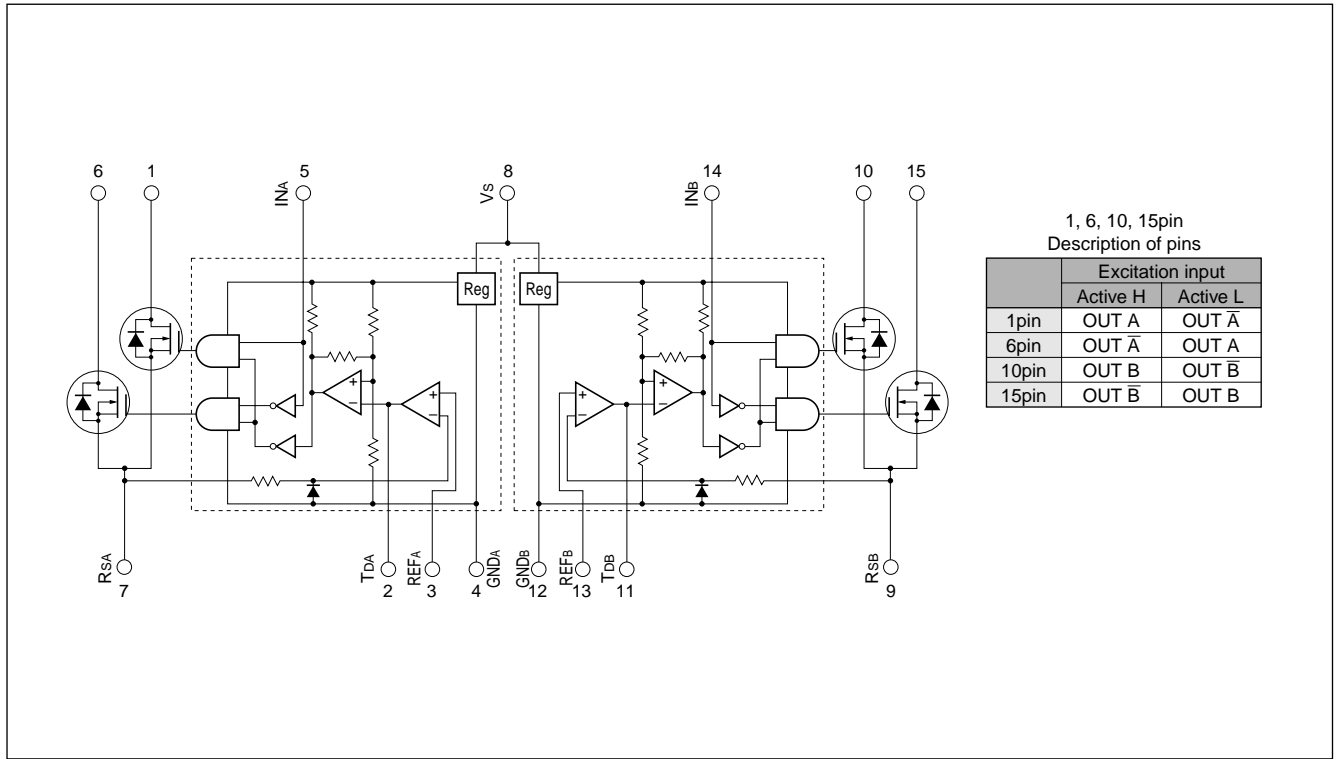 6 1 5 8 14 10 15
INA VS INB
1, 6, 10, 15pin
Description of pins
Excitation input
Active H Active L
1pin OUT A OUT A̅
6pin OUT A̅ OUT A
10pin OUT B OUT B̅
15pin OUT B̅ OUT B
Reg Reg
+ − + − + − + −
RSA TDA REFA GNDA GNDB REFB TDB RSB
7 2 3 4 12 13 11 9